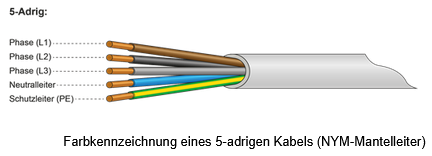 5-Adrig:
Phase (L1)
Phase (L2)
Phase (L3)
Neutralleiter
Schutzleiter (PE)
Farbkennzeichnung eines 5-adrigen Kabels (NYM-Mantelleiter)